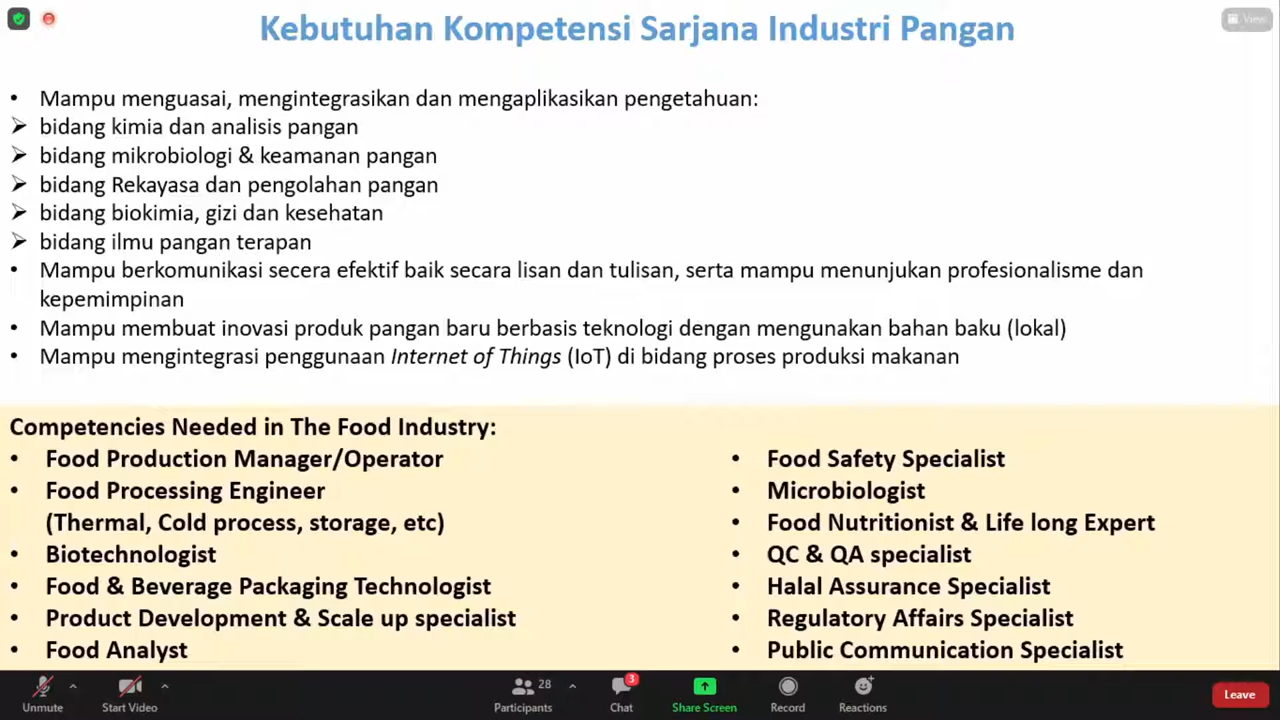 View
Kebutuhan Kompetensi Sarjana Industri Pangan
• Mampu menguasai, mengintegrasikan dan mengaplikasikan pengetahuan:
➢ bidang kimia dan analisis pangan
➢ bidang mikrobiologi & keamanan pangan
➢ bidang Rekayasa dan pengolahan pangan
➢ bidang biokimia, gizi dan kesehatan
➢ bidang ilmu pangan terapan
• Mampu berkomunikasi secera efektif baik secara lisan dan tulisan, serta mampu menunjukan profesionalisme dan
kepemimpinan
• Mampu membuat inovasi produk pangan baru berbasis teknologi dengan mengunakan bahan baku (lokal)
• Mampu mengintegrasi penggunaan Internet of Things (IoT) di bidang proses produksi makanan
Competencies Needed in The Food Industry:
• Food Production Manager/Operator
• Food Processing Engineer
(Thermal, Cold process, storage, etc)
• Biotechnologist
• Food & Beverage Packaging Technologist
• Product Development & Scale up specialist
• Food Analyst
• Food Safety Specialist
• Microbiologist
• Food Nutritionist & Life long Expert
• QC & QA specialist
• Halal Assurance Specialist
• Regulatory Affairs Specialist
• Public Communication Specialist
Unmute
Start Video
28
Participants
3
Chat
Share Screen
Record
Reactions
Leave